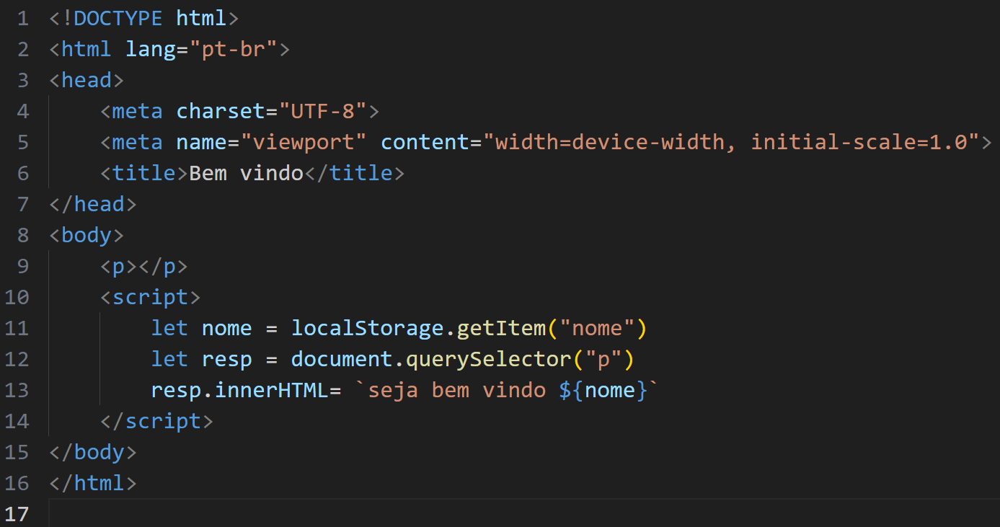 1 <!DOCTYPE html>
2 <html lang="pt-br">
3 <head>
4     <meta charset="UTF-8">
5     <meta name="viewport" content="width=device-width, initial-scale=1.0">
6     <title>Bem vindo</title>
7 </head>
8 <body>
9     <p></p>
10     <script>
11         let nome = localStorage.getItem("nome")
12         let resp = document.querySelector("p")
13         resp.innerHTML= `seja bem vindo ${nome}`
14     </script>
15 </body>
16 </html>
17